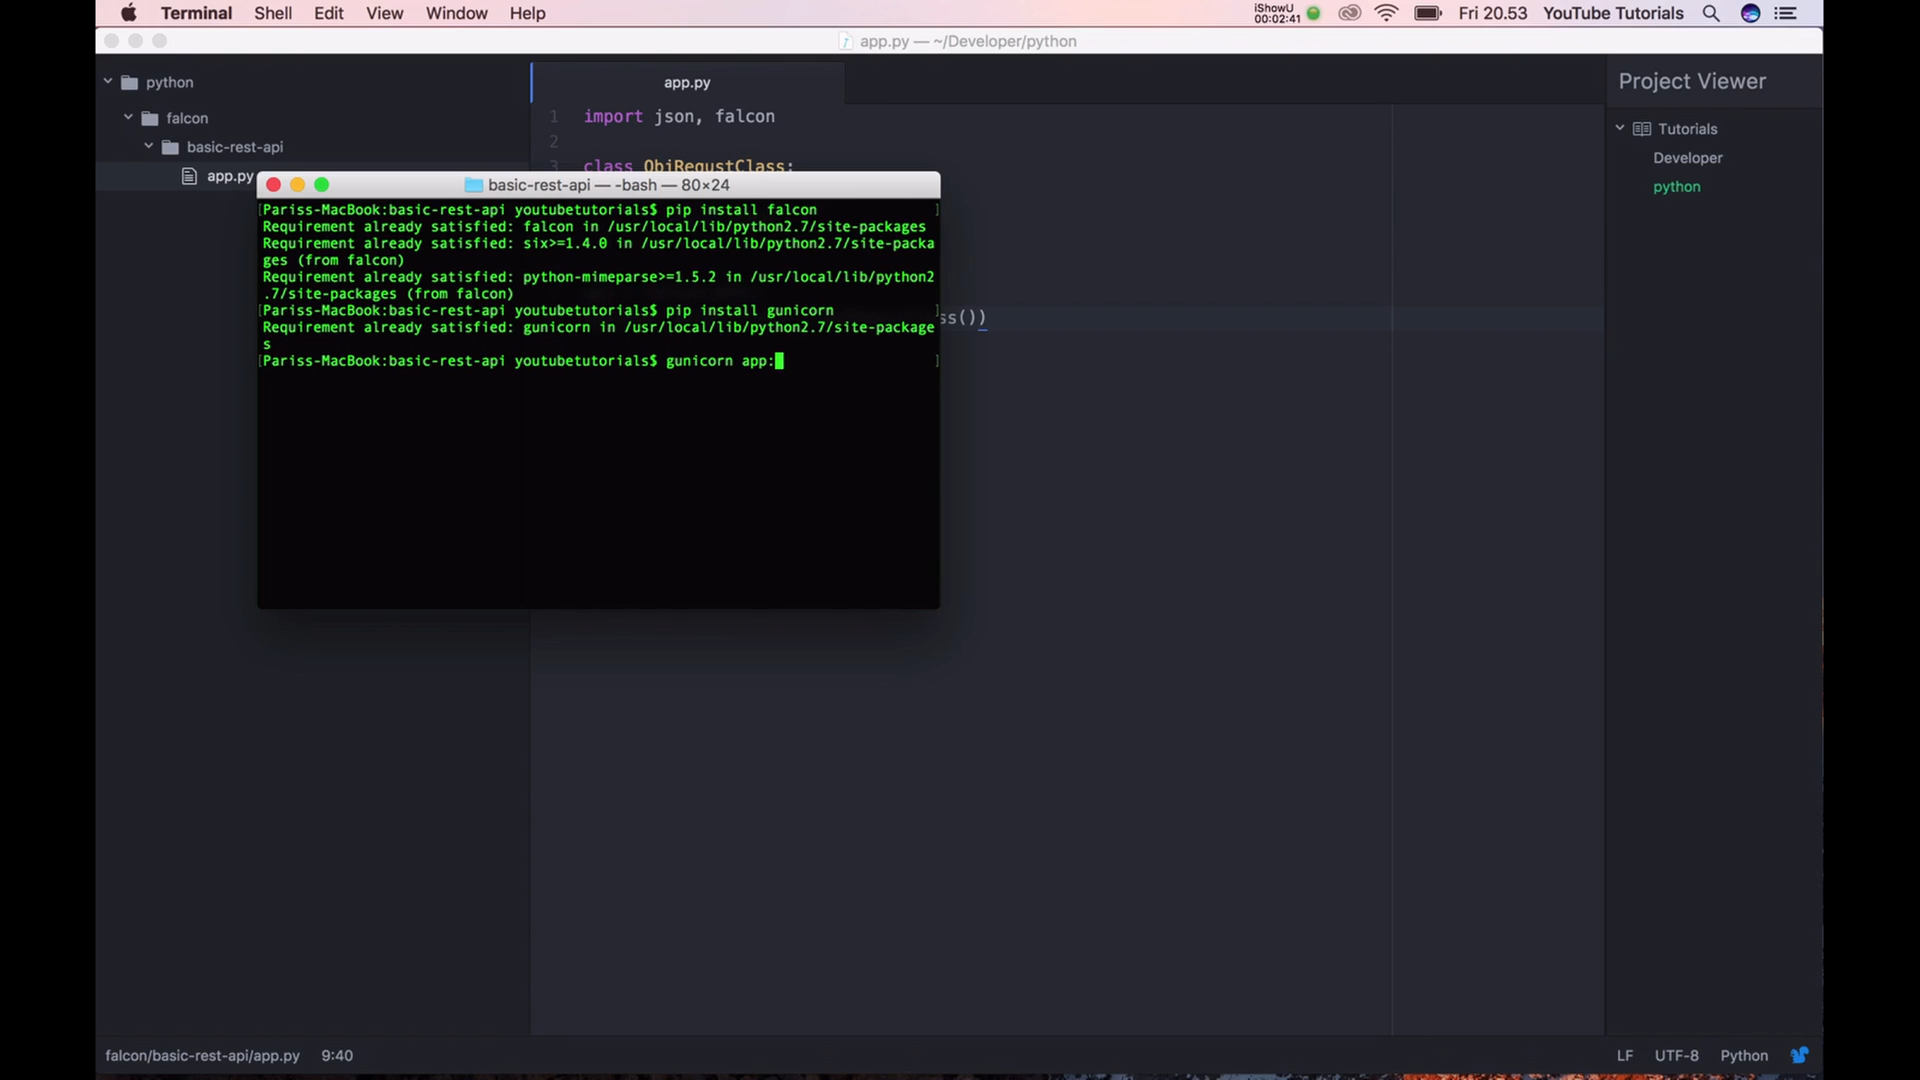 Terminal Shell Edit View Window Help iShowU 00:02:41 Fri 20.53 YouTube Tutorials
app.py — ~/Developer/python
python
falcon
basic-rest-api
app.py
app.py
1 import json, falcon
2
3 class ObjRequstClass:
ss())
basic-rest-api — -bash — 80×24
[Pariss-MacBook:basic-rest-api youtubetutorials$ pip install falcon ]
Requirement already satisfied: falcon in /usr/local/lib/python2.7/site-packages
Requirement already satisfied: six>=1.4.0 in /usr/local/lib/python2.7/site-packa
ges (from falcon)
Requirement already satisfied: python-mimeparse>=1.5.2 in /usr/local/lib/python2
.7/site-packages (from falcon)
[Pariss-MacBook:basic-rest-api youtubetutorials$ pip install gunicorn ]
Requirement already satisfied: gunicorn in /usr/local/lib/python2.7/site-package
s
[Pariss-MacBook:basic-rest-api youtubetutorials$ gunicorn app: ]
Project Viewer
Tutorials
Developer
python
falcon/basic-rest-api/app.py 9:40 LF UTF-8 Python